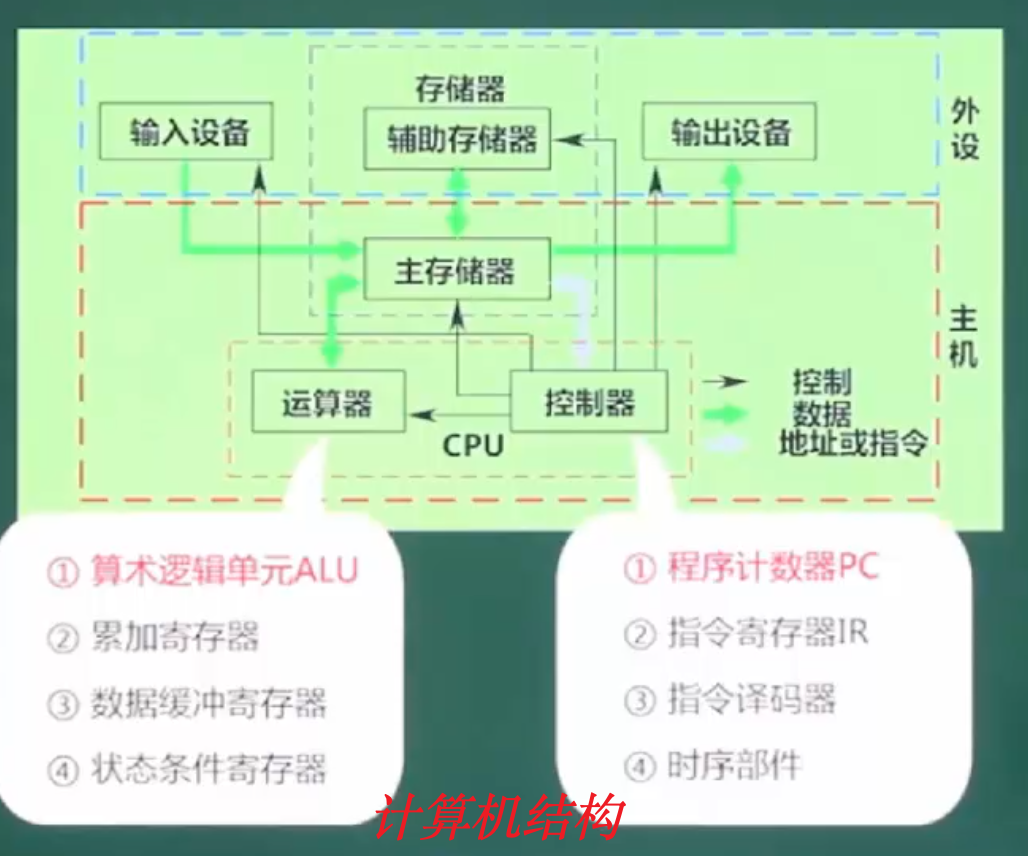 存储器
输入设备
辅助存储器
输出设备
外设
主存储器
主机
运算器
控制器
CPU
控制
数据
地址或指令
① 算术逻辑单元ALU
② 累加寄存器
③ 数据缓冲寄存器
④ 状态条件寄存器
① 程序计数器PC
② 指令寄存器IR
③ 指令译码器
④ 时序部件
计算机结构